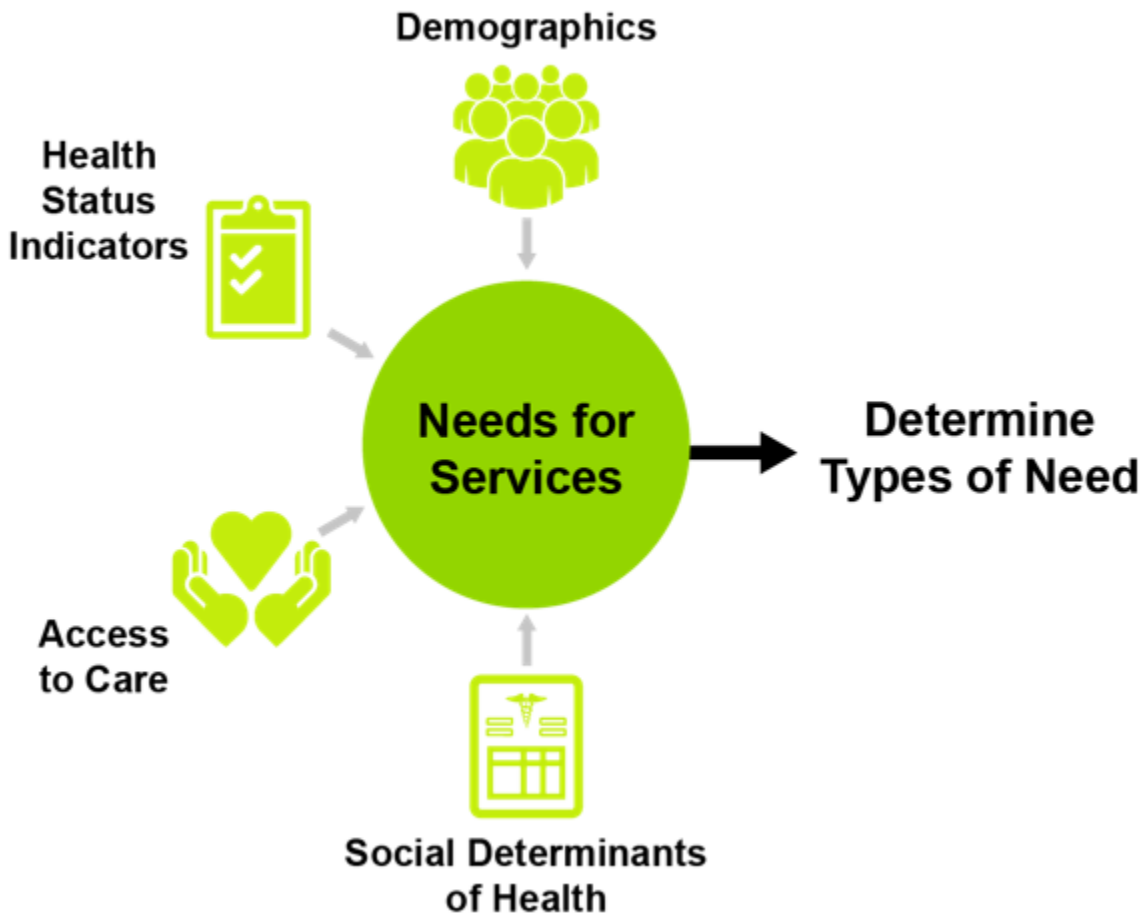 Demographics
Health
Status
Indicators
Needs for
Services
Determine
Types of Need
Access
to Care
Social Determinants
of Health